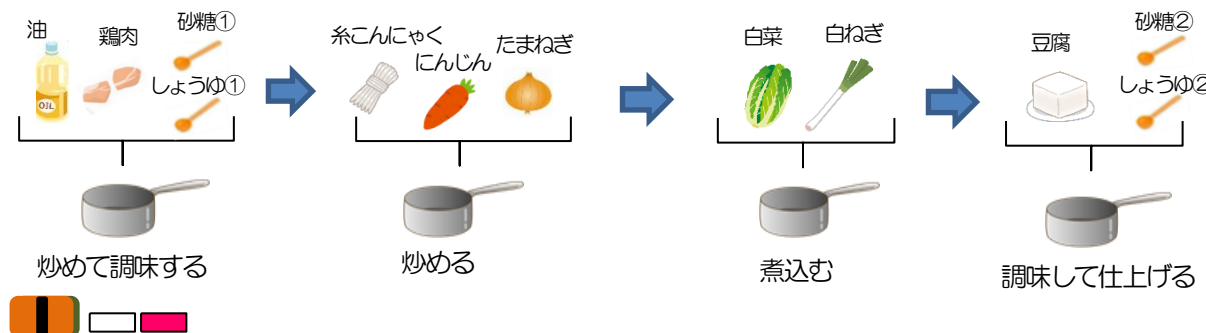 油
鶏肉
砂糖①
しょうゆ①
OIL
炒めて調味する
糸こんにゃく
にんじん
たまねぎ
炒める
白菜
白ねぎ
煮込む
豆腐
砂糖②
しょうゆ②
調味して仕上げる